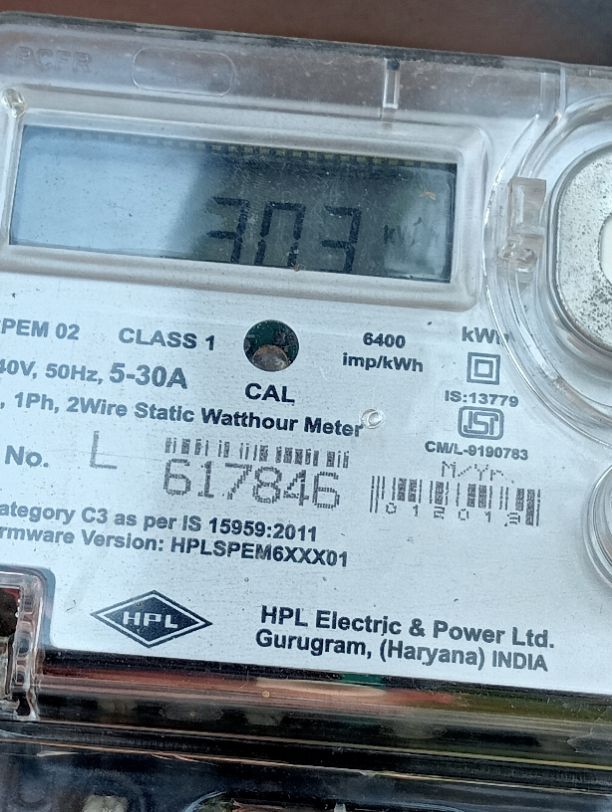 PCFR
303 kW
PEM 02 CLASS 1 6400 imp/kWh kWh
40V, 50Hz, 5-30A
CAL
IS:13779
, 1Ph, 2Wire Static Watthour Meter
ISI
CM/L-9190783
No. L 617846
M/Yr.
ategory C3 as per IS 15959:2011
rmware Version: HPLSPEM6XXX01
HPL
HPL Electric & Power Ltd.
Gurugram, (Haryana) INDIA